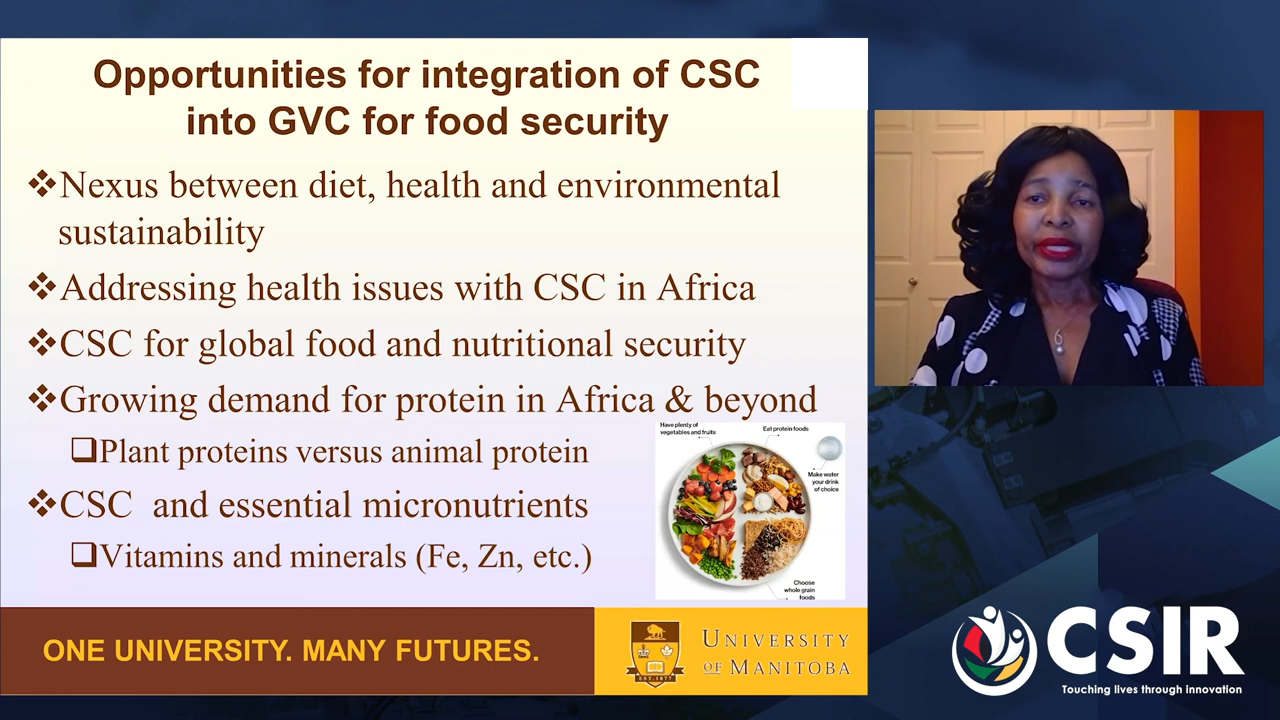 Opportunities for integration of CSC
into GVC for food security
❖Nexus between diet, health and environmental
sustainability
❖Addressing health issues with CSC in Africa
❖CSC for global food and nutritional security
❖Growing demand for protein in Africa & beyond
❑Plant proteins versus animal protein
❖CSC and essential micronutrients
❑Vitamins and minerals (Fe, Zn, etc.)
Have plenty of
vegetables and fruits
Eat protein foods
Make water
your drink
of choice
Choose
whole grain
foods
ONE UNIVERSITY. MANY FUTURES.
EST. 1877
UNIVERSITY
OF MANITOBA
CSIR
Touching lives through innovation